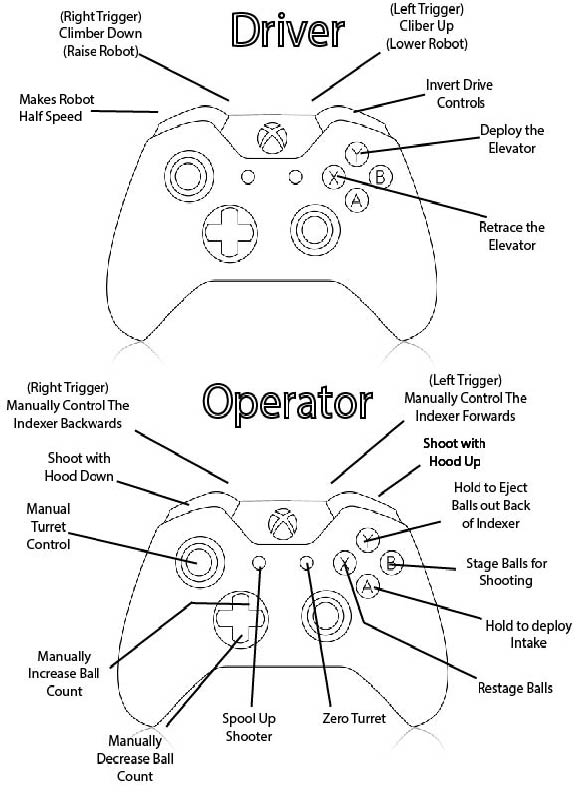 Driver
(Right Trigger)
Climber Down
(Raise Robot)
(Left Trigger)
Cliber Up
(Lower Robot)
Makes Robot
Half Speed
Invert Drive
Controls
Deploy the
Elevator
Y
X
B
A
Retrace the
Elevator
Operator
(Right Trigger)
Manually Control The
Indexer Backwards
(Left Trigger)
Manually Control The
Indexer Forwards
Shoot with
Hood Down
Shoot with
Hood Up
Manual
Turret
Control
Hold to Eject
Balls out Back
of Indexer
Y
X
B
A
Stage Balls for
Shooting
Hold to deploy
Intake
Manually
Increase Ball
Count
Restage Balls
Spool Up
Shooter
Zero Turret
Manually
Decrease Ball
Count